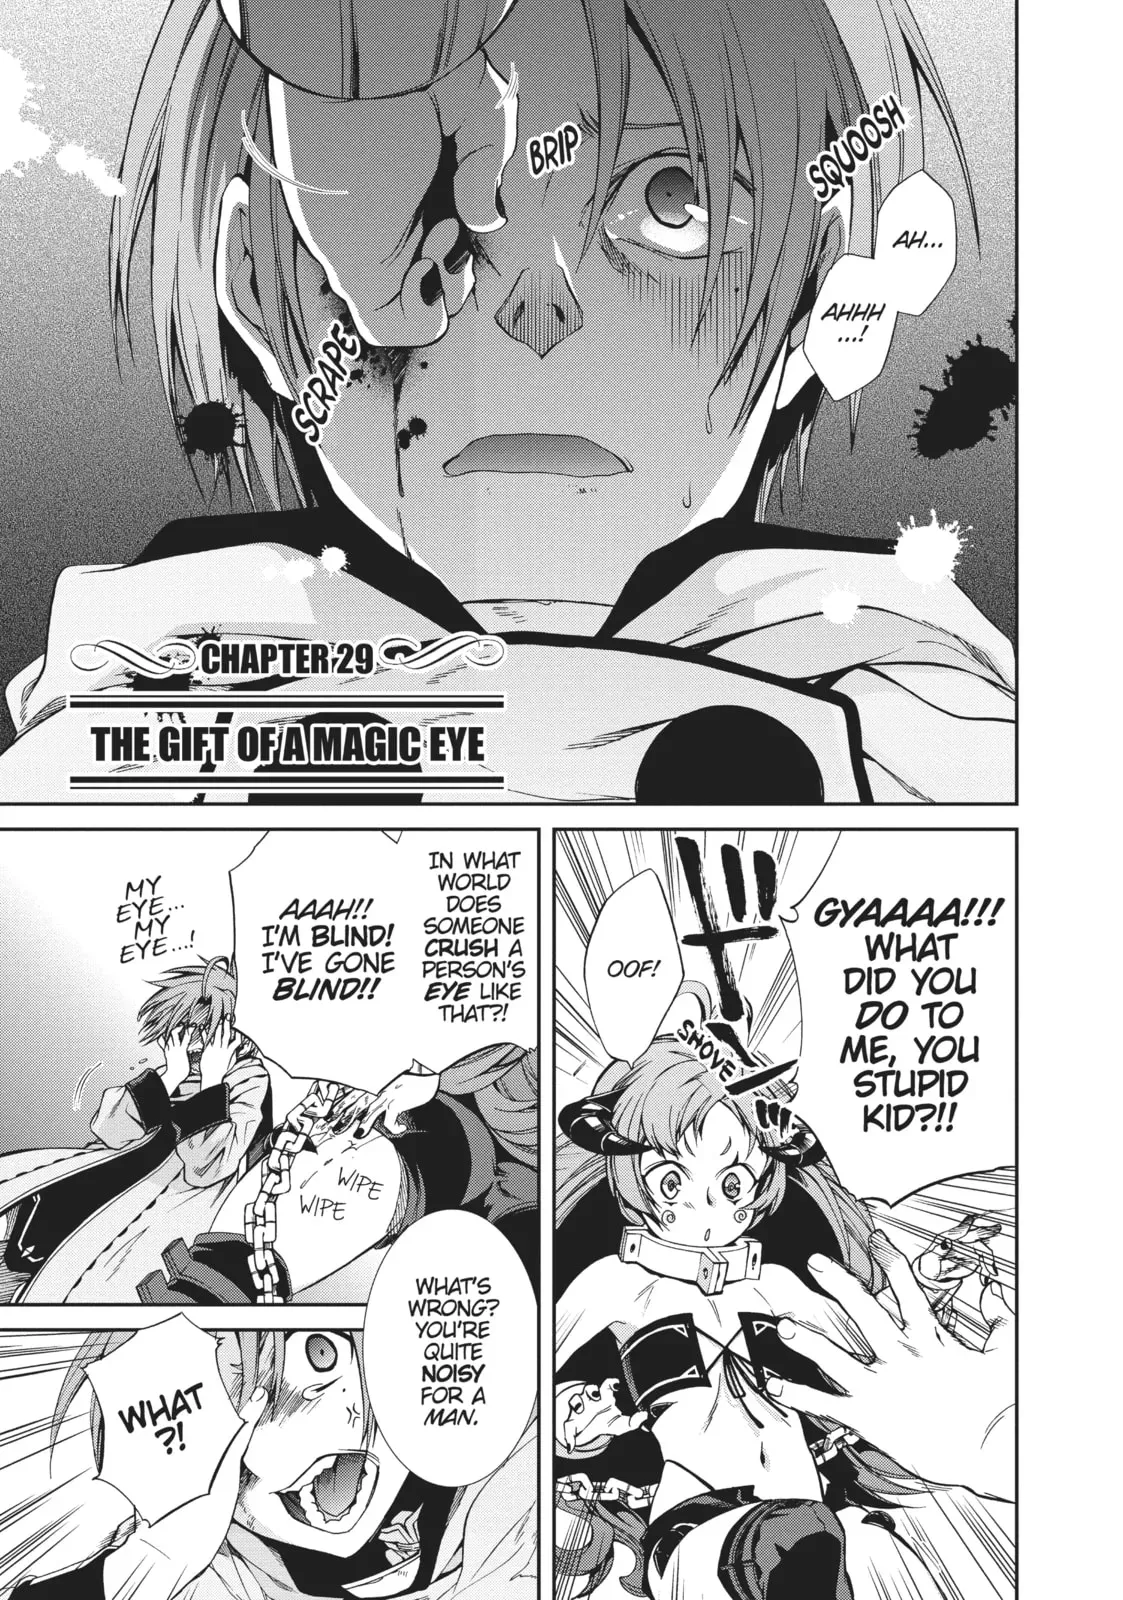 BRIP
SQUOOSH
AH...
AHHH
...!
SCRAPE
CHAPTER 29
THE GIFT OF A MAGIC EYE
GYAAAA!!!
WHAT
DID YOU
DO TO
ME, YOU
STUPID
KID?!!
ドン
SHOVE
OOF!
IN WHAT
WORLD
DOES
SOMEONE
CRUSH A
PERSON'S
EYE LIKE
THAT?!
AAAH!!
I'M BLIND!
I'VE GONE
BLIND!!
MY
EYE...
MY
EYE...!
WIPE
WIPE
WHAT'S
WRONG?
YOU'RE
QUITE
NOISY
FOR A
MAN.
WHAT
?!